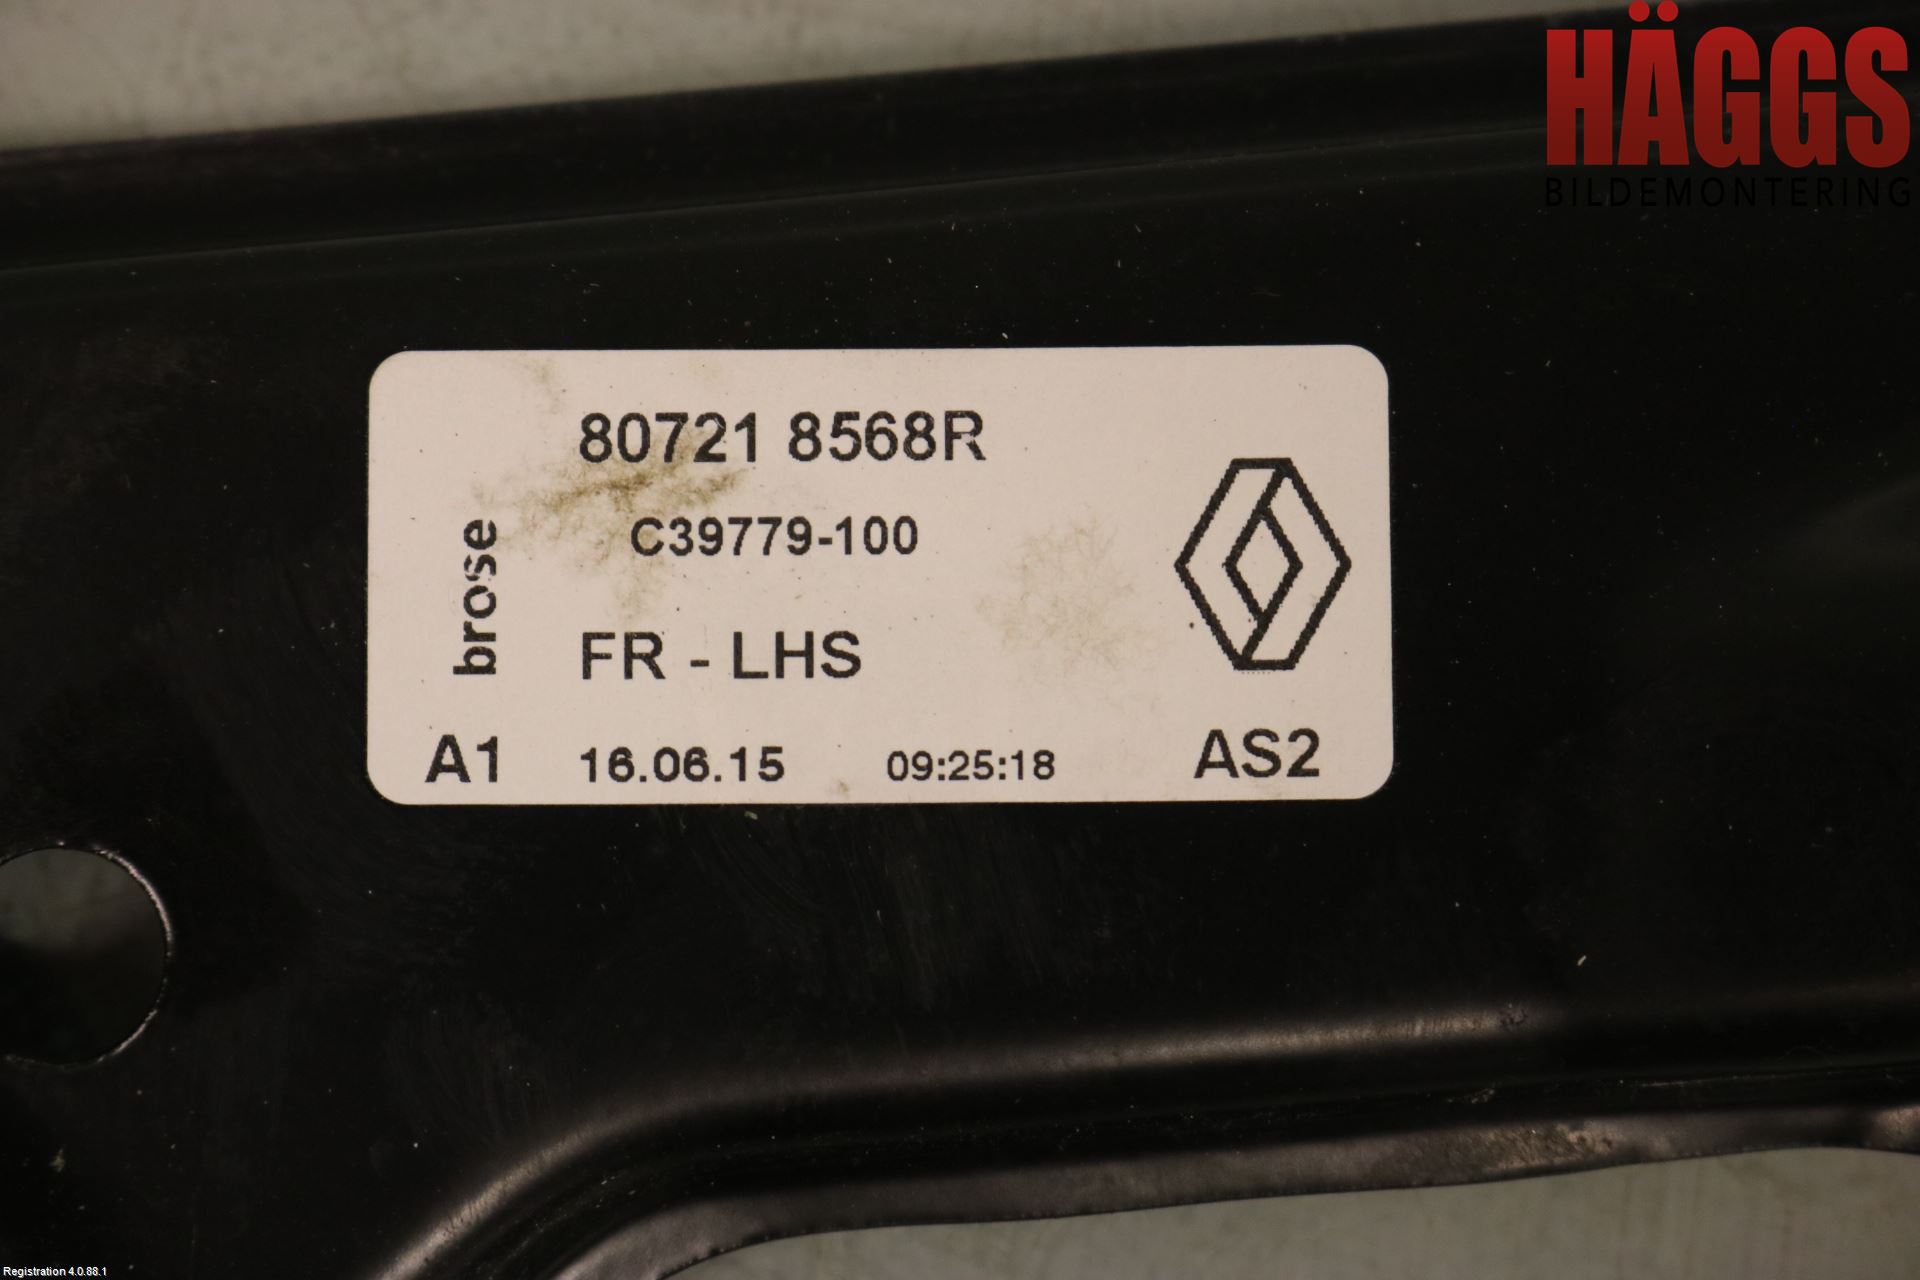 HÄGGS
BILDEMONTERING
80721 8568R
C39779-100
brose
FR - LHS
A1 16.06.15 09:25:18 AS2
Registration 4.0.88.1